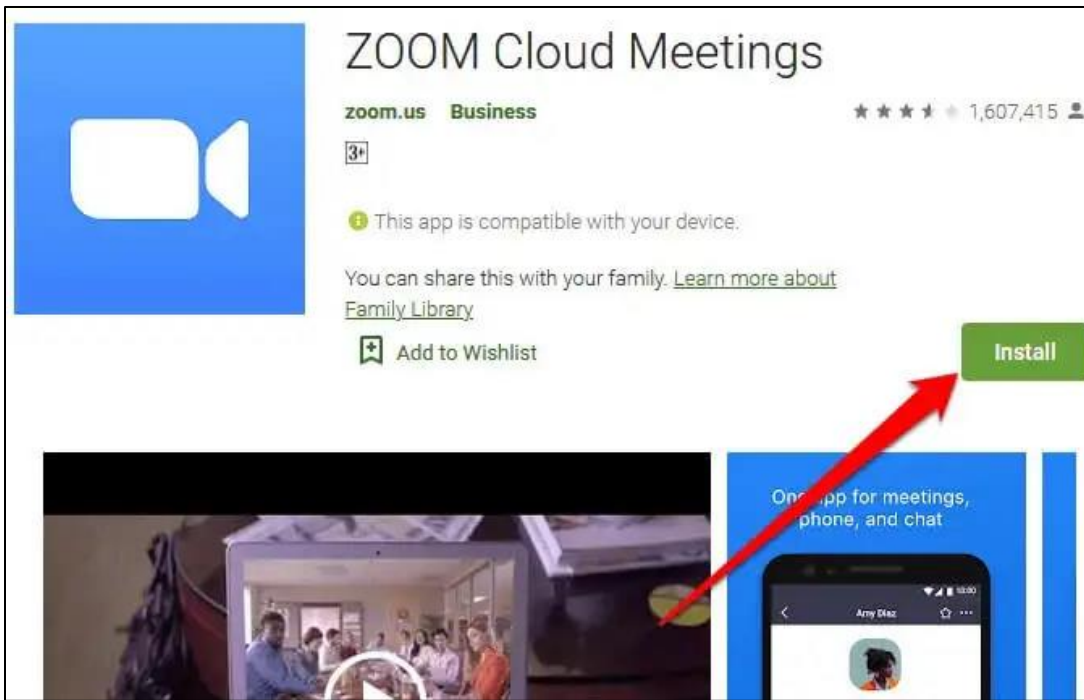 ZOOM Cloud Meetings
zoom.us Business 1,607,415
3+
This app is compatible with your device.
You can share this with your family. Learn more about
Family Library
Add to Wishlist
Install
One app for meetings,
phone, and chat
10:00
Amy Diaz